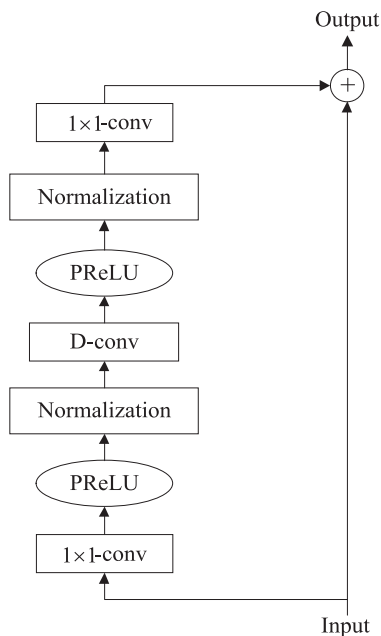 Output
+
1×1-conv
Normalization
PReLU
D-conv
Normalization
PReLU
1×1-conv
Input